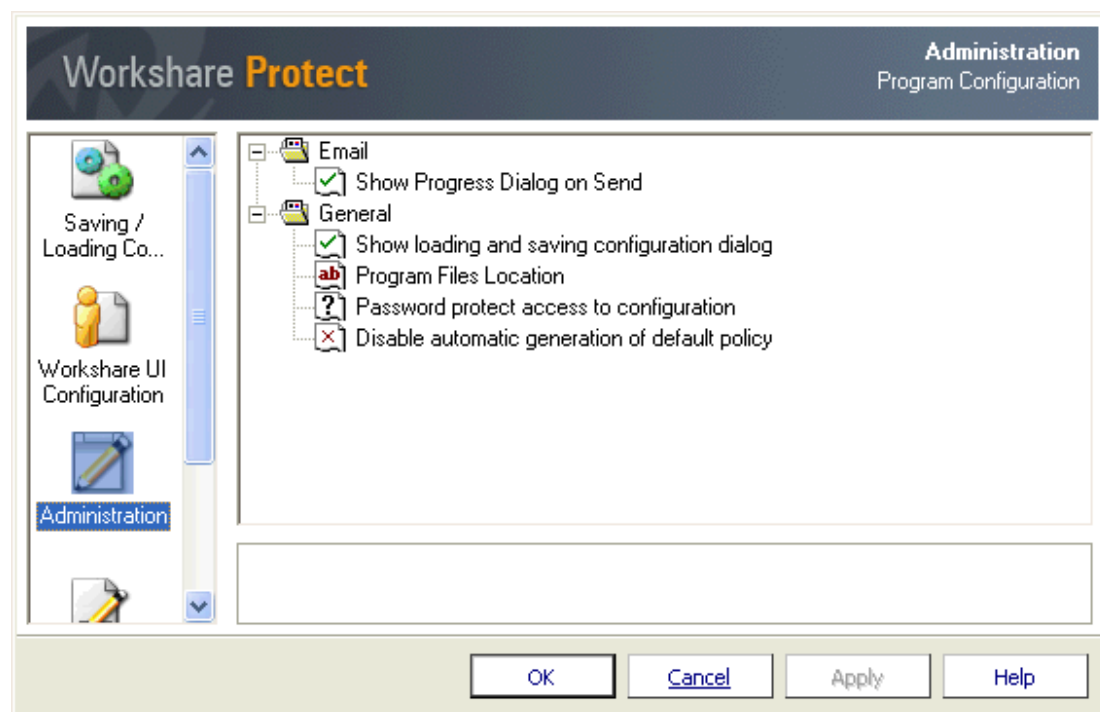 Workshare Protect
Administration
Program Configuration
Saving /
Loading Co...
Workshare UI
Configuration
Administration
Email
Show Progress Dialog on Send
General
Show loading and saving configuration dialog
ab
Program Files Location
?
Password protect access to configuration
Disable automatic generation of default policy
OK
Cancel
Apply
Help